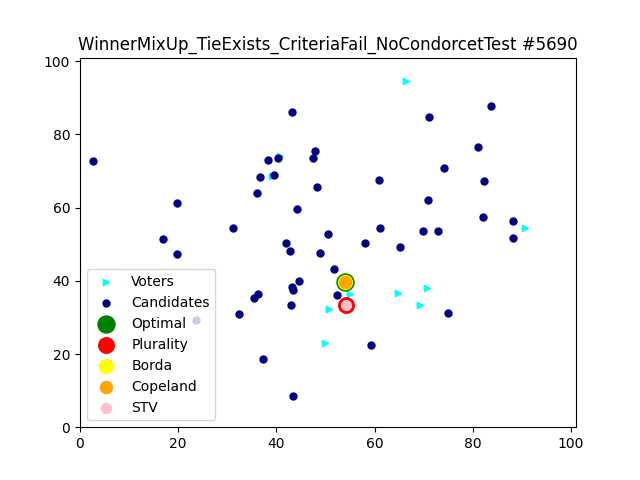 WinnerMixUp_TieExists_CriteriaFail_NoCondorcetTest #5690
100
80
60
40
20
0
Voters
Candidates
Optimal
Plurality
Borda
Copeland
STV
0 20 40 60 80 100